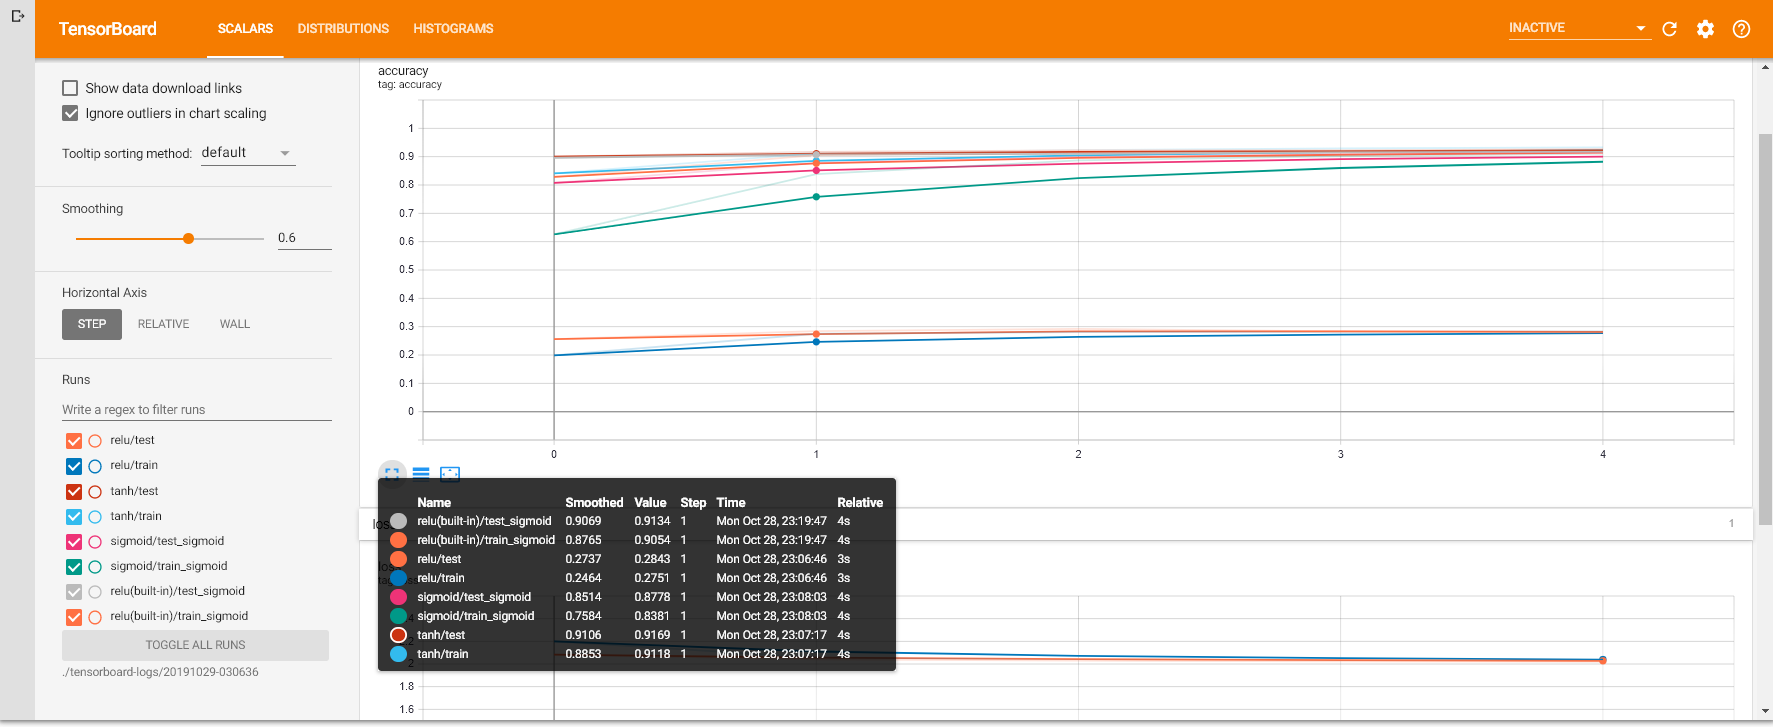 TensorBoard SCALARS DISTRIBUTIONS HISTOGRAMS INACTIVE
Show data download links
Ignore outliers in chart scaling
Tooltip sorting method: default
Smoothing
0.6
Horizontal Axis
STEP RELATIVE WALL
Runs
Write a regex to filter runs
relu/test
relu/train
tanh/test
tanh/train
sigmoid/test_sigmoid
sigmoid/train_sigmoid
relu(built-in)/test_sigmoid
relu(built-in)/train_sigmoid
TOGGLE ALL RUNS
./tensorboard-logs/20191029-030636
accuracy
tag: accuracy
1
0.9
0.8
0.7
0.6
0.5
0.4
0.3
0.2
0.1
0
0 1 2 3 4
Name Smoothed Value Step Time Relative
relu(built-in)/test_sigmoid 0.9069 0.9134 1 Mon Oct 28, 23:19:47 4s
relu(built-in)/train_sigmoid 0.8765 0.9054 1 Mon Oct 28, 23:19:47 4s
relu/test 0.2737 0.2843 1 Mon Oct 28, 23:06:46 3s
relu/train 0.2464 0.2751 1 Mon Oct 28, 23:06:46 3s
sigmoid/test_sigmoid 0.8514 0.8778 1 Mon Oct 28, 23:08:03 4s
sigmoid/train_sigmoid 0.7584 0.8381 1 Mon Oct 28, 23:08:03 4s
tanh/test 0.9106 0.9169 1 Mon Oct 28, 23:07:17 4s
tanh/train 0.8853 0.9118 1 Mon Oct 28, 23:07:17 4s
1
2
1.8
1.6